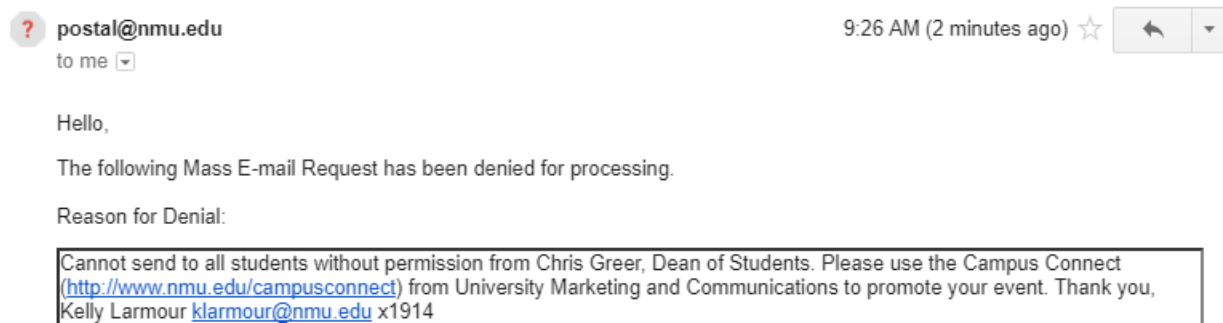 ?
postal@nmu.edu 9:26 AM (2 minutes ago)
to me
Hello,
The following Mass E-mail Request has been denied for processing.
Reason for Denial:
Cannot send to all students without permission from Chris Greer, Dean of Students. Please use the Campus Connect
(http://www.nmu.edu/campusconnect) from University Marketing and Communications to promote your event. Thank you,
Kelly Larmour klarmour@nmu.edu x1914